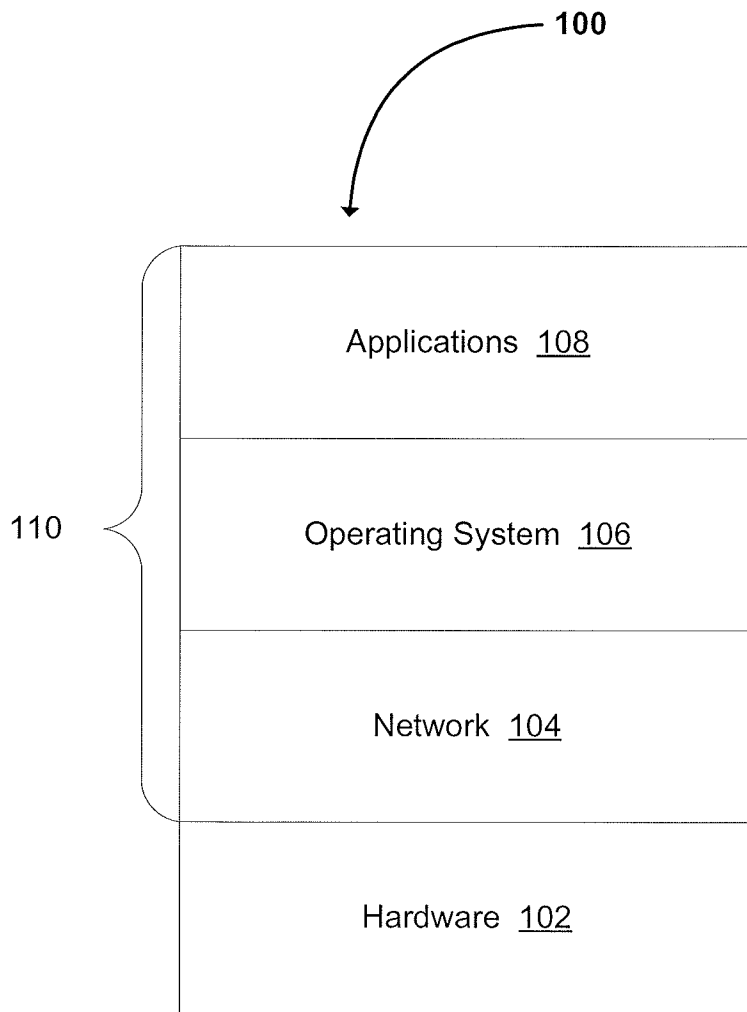 100
Applications 108
Operating System 106
110
Network 104
Hardware 102